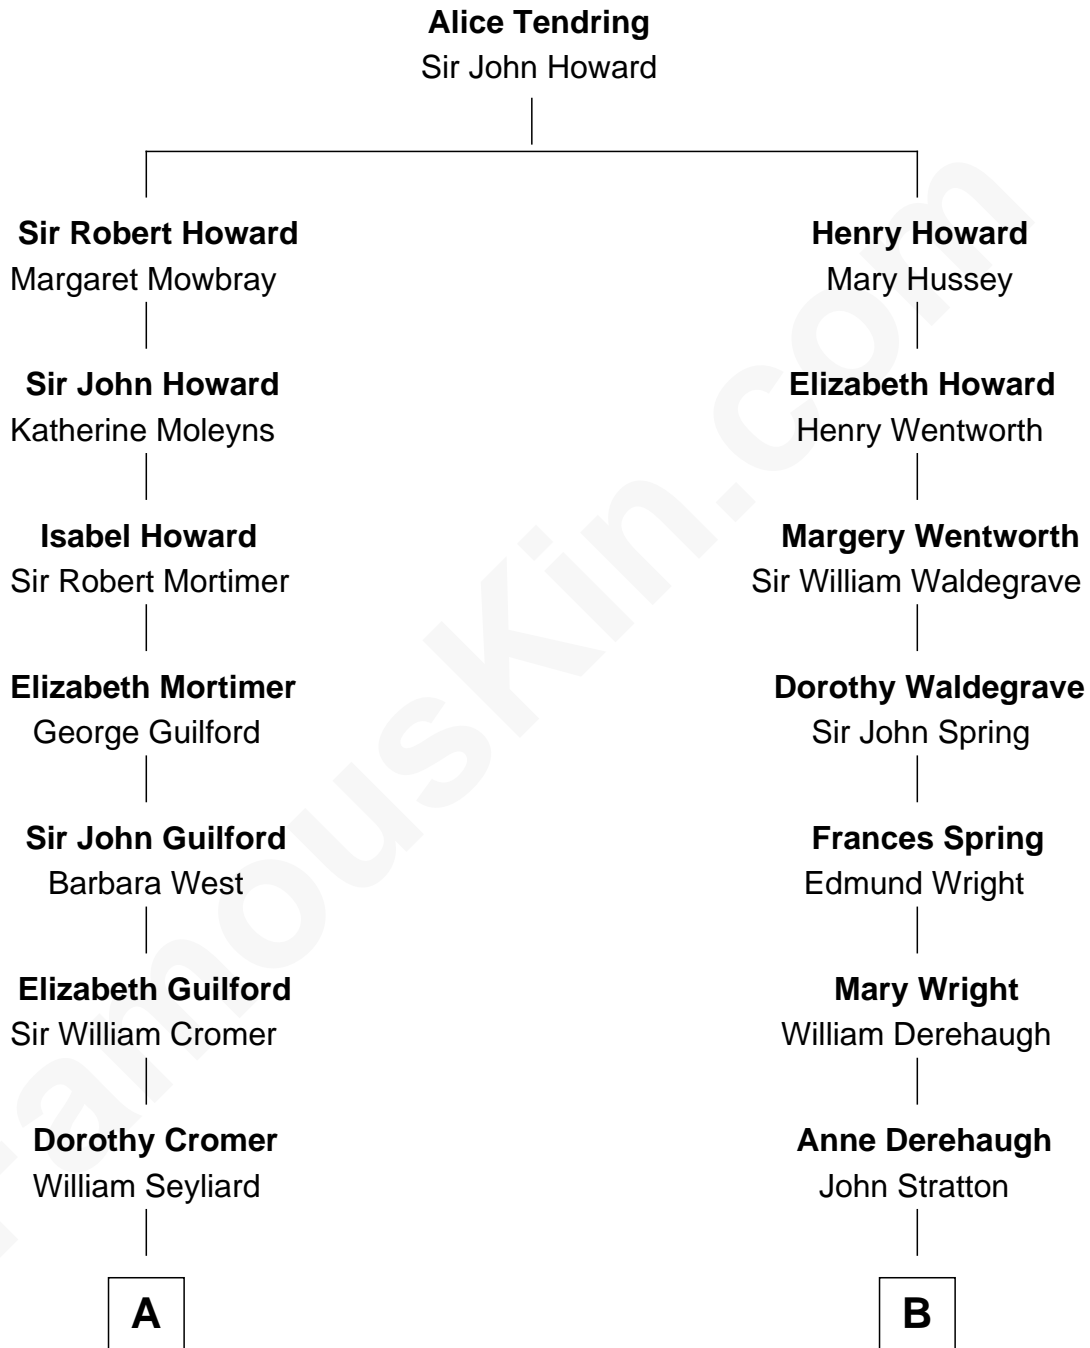 Alice Tendring
Sir John Howard
Sir Robert Howard
Margaret Mowbray
Sir John Howard
Katherine Moleyns
Isabel Howard
Sir Robert Mortimer
Elizabeth Mortimer
George Guilford
Sir John Guilford
Barbara West
Elizabeth Guilford
Sir William Cromer
Dorothy Cromer
William Seyliard
A
Henry Howard
Mary Hussey
Elizabeth Howard
Henry Wentworth
Margery Wentworth
Sir William Waldegrave
Dorothy Waldegrave
Sir John Spring
Frances Spring
Edmund Wright
Mary Wright
William Derehaugh
Anne Derehaugh
John Stratton
B
FamousKin.com